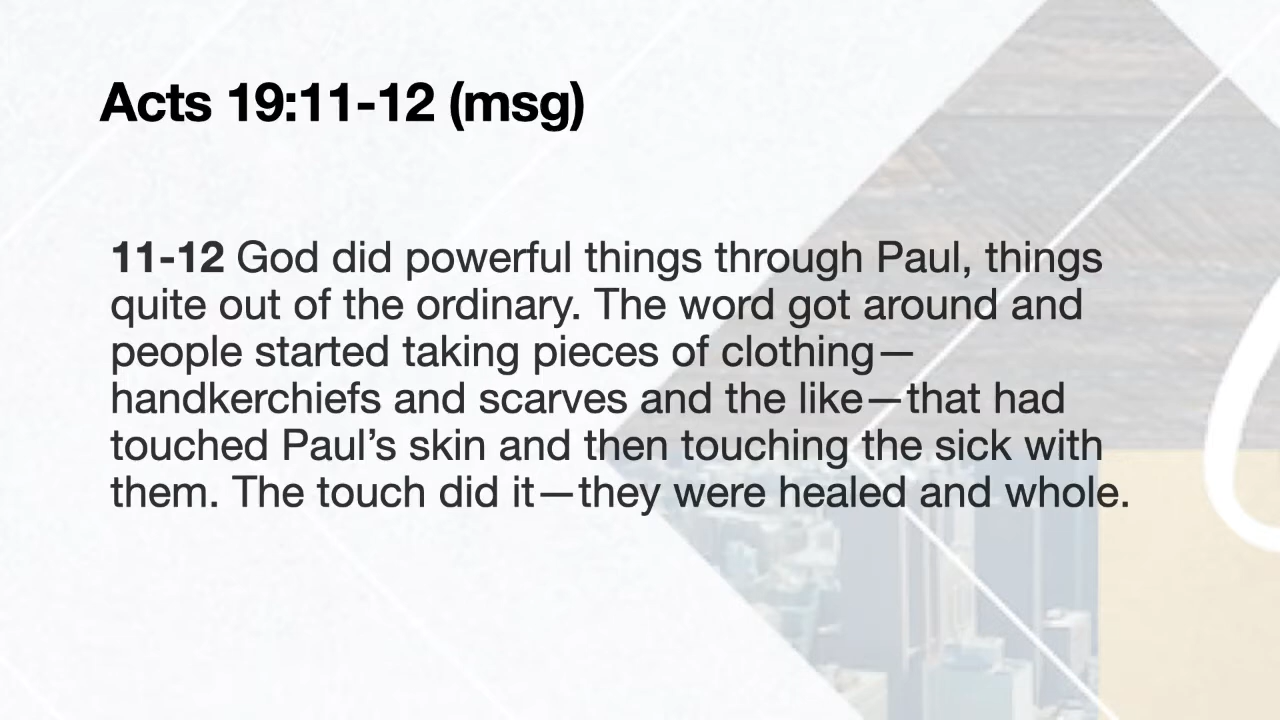 Acts 19:11-12 (msg)
11-12 God did powerful things through Paul, things
quite out of the ordinary. The word got around and
people started taking pieces of clothing—
handkerchiefs and scarves and the like—that had
touched Paul’s skin and then touching the sick with
them. The touch did it—they were healed and whole.